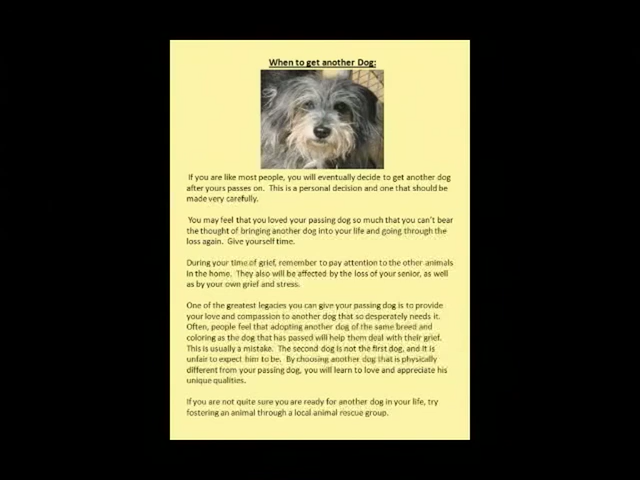 When to get another Dog:
If you are like most people, you will eventually decide to get another dog
after yours passes on. This is a personal decision and one that should be
made very carefully.
You may feel that you loved your passing dog so much that you can't bear
the thought of bringing another dog into your life and going through the
loss again. Give yourself time.
During your time of grief, remember to pay attention to the other animals
in the home. They also will be affected by the loss of your senior, as well
as by your own grief and stress.
One of the greatest legacies you can give your passing dog is to provide
your love and compassion to another dog that so desperately needs it.
Often, people feel that adopting another dog of the same breed and
coloring as the dog that has passed will help them deal with their grief.
This is usually a mistake. The second dog is not the first dog, and it is
unfair to expect him to be. By choosing another dog that is physically
different from your passing dog, you will learn to love and appreciate his
unique qualities.
If you are not quite sure you are ready for another dog in your life, try
fostering an animal through a local animal rescue group.